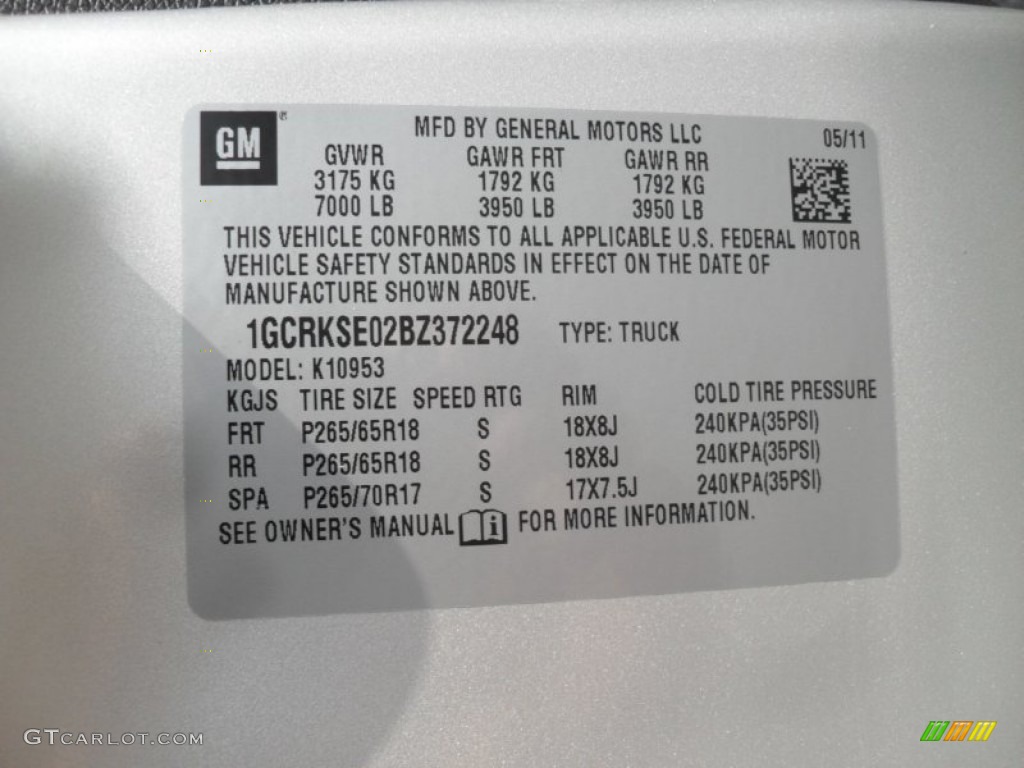 GM®
MFD BY GENERAL MOTORS LLC 05/11
GVWR GAWR FRT GAWR RR
3175 KG 1792 KG 1792 KG
7000 LB 3950 LB 3950 LB
THIS VEHICLE CONFORMS TO ALL APPLICABLE U.S. FEDERAL MOTOR
VEHICLE SAFETY STANDARDS IN EFFECT ON THE DATE OF
MANUFACTURE SHOWN ABOVE.
1GCRKSE02BZ372248 TYPE: TRUCK
MODEL: K10953
KGJS TIRE SIZE SPEED RTG RIM COLD TIRE PRESSURE
FRT P265/65R18 S 18X8J 240KPA(35PSI)
RR P265/65R18 S 18X8J 240KPA(35PSI)
SPA P265/70R17 S 17X7.5J 240KPA(35PSI)
SEE OWNER'S MANUAL i FOR MORE INFORMATION.
GTCARLOT.COM